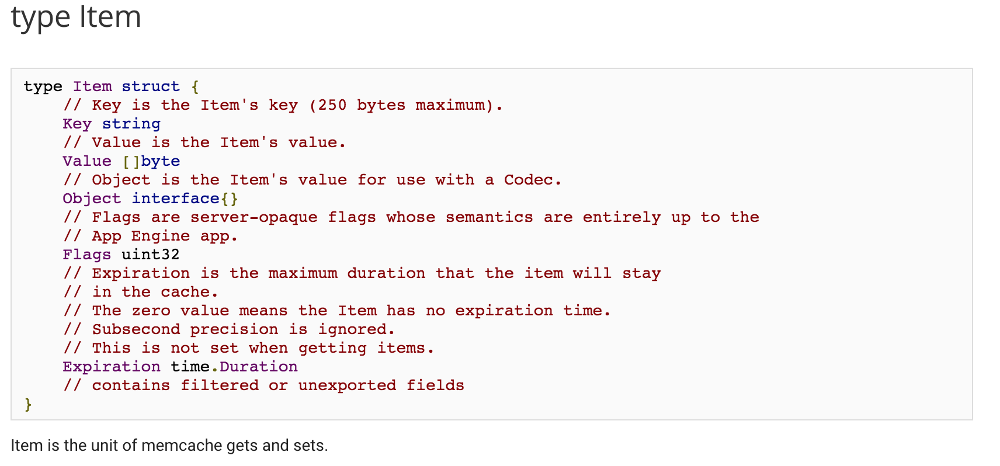 type Item
type Item struct {
    // Key is the Item's key (250 bytes maximum).
    Key string
    // Value is the Item's value.
    Value []byte
    // Object is the Item's value for use with a Codec.
    Object interface{}
    // Flags are server-opaque flags whose semantics are entirely up to the
    // App Engine app.
    Flags uint32
    // Expiration is the maximum duration that the item will stay
    // in the cache.
    // The zero value means the Item has no expiration time.
    // Subsecond precision is ignored.
    // This is not set when getting items.
    Expiration time.Duration
    // contains filtered or unexported fields
}
Item is the unit of memcache gets and sets.